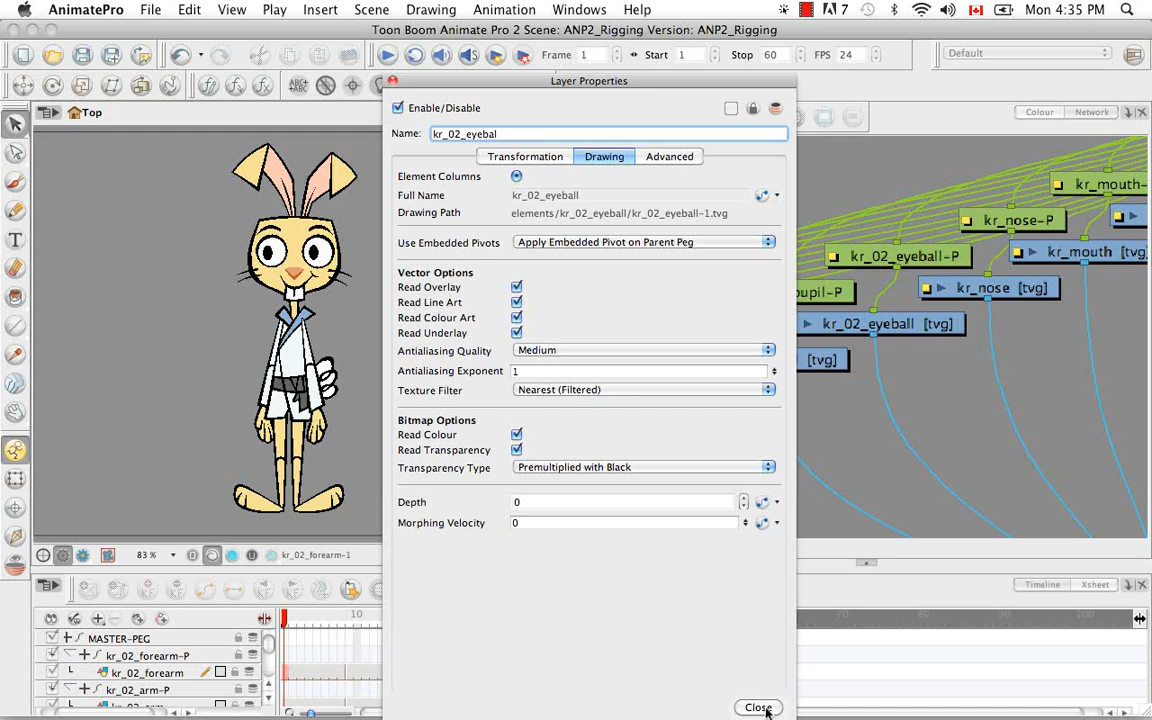 AnimatePro File Edit View Play Insert Scene Drawing Animation Windows Help 7 Mon 4:35 PM
Toon Boom Animate Pro 2 Scene: ANP2_Rigging Version: ANP2_Rigging
Frame 1 Start 1 Stop 60 FPS 24 Default
Layer Properties
Top
Enable/Disable
Colour Network
Name: kr_02_eyebal
Transformation Drawing Advanced
Element Columns
Full Name kr_02_eyeball
Drawing Path elements/kr_02_eyeball/kr_02_eyeball-1.tvg
Use Embedded Pivots Apply Embedded Pivot on Parent Peg
Vector Options
Read Overlay
Read Line Art
Read Colour Art
Read Underlay
Antialiasing Quality Medium
Antialiasing Exponent 1
Texture Filter Nearest (Filtered)
Bitmap Options
Read Colour
Read Transparency
Transparency Type Premultiplied with Black
Depth 0
Morphing Velocity 0
Close
kr_mouth-
kr_nose-P
kr_02_eyeball-P
kr_mouth [tvg]
pupil-P
kr_nose [tvg]
kr_02_eyeball [tvg]
[tvg]
83 % kr_02_forearm-1
Timeline Xsheet
10
MASTER-PEG
kr_02_forearm-P
kr_02_forearm
kr_02_arm-P